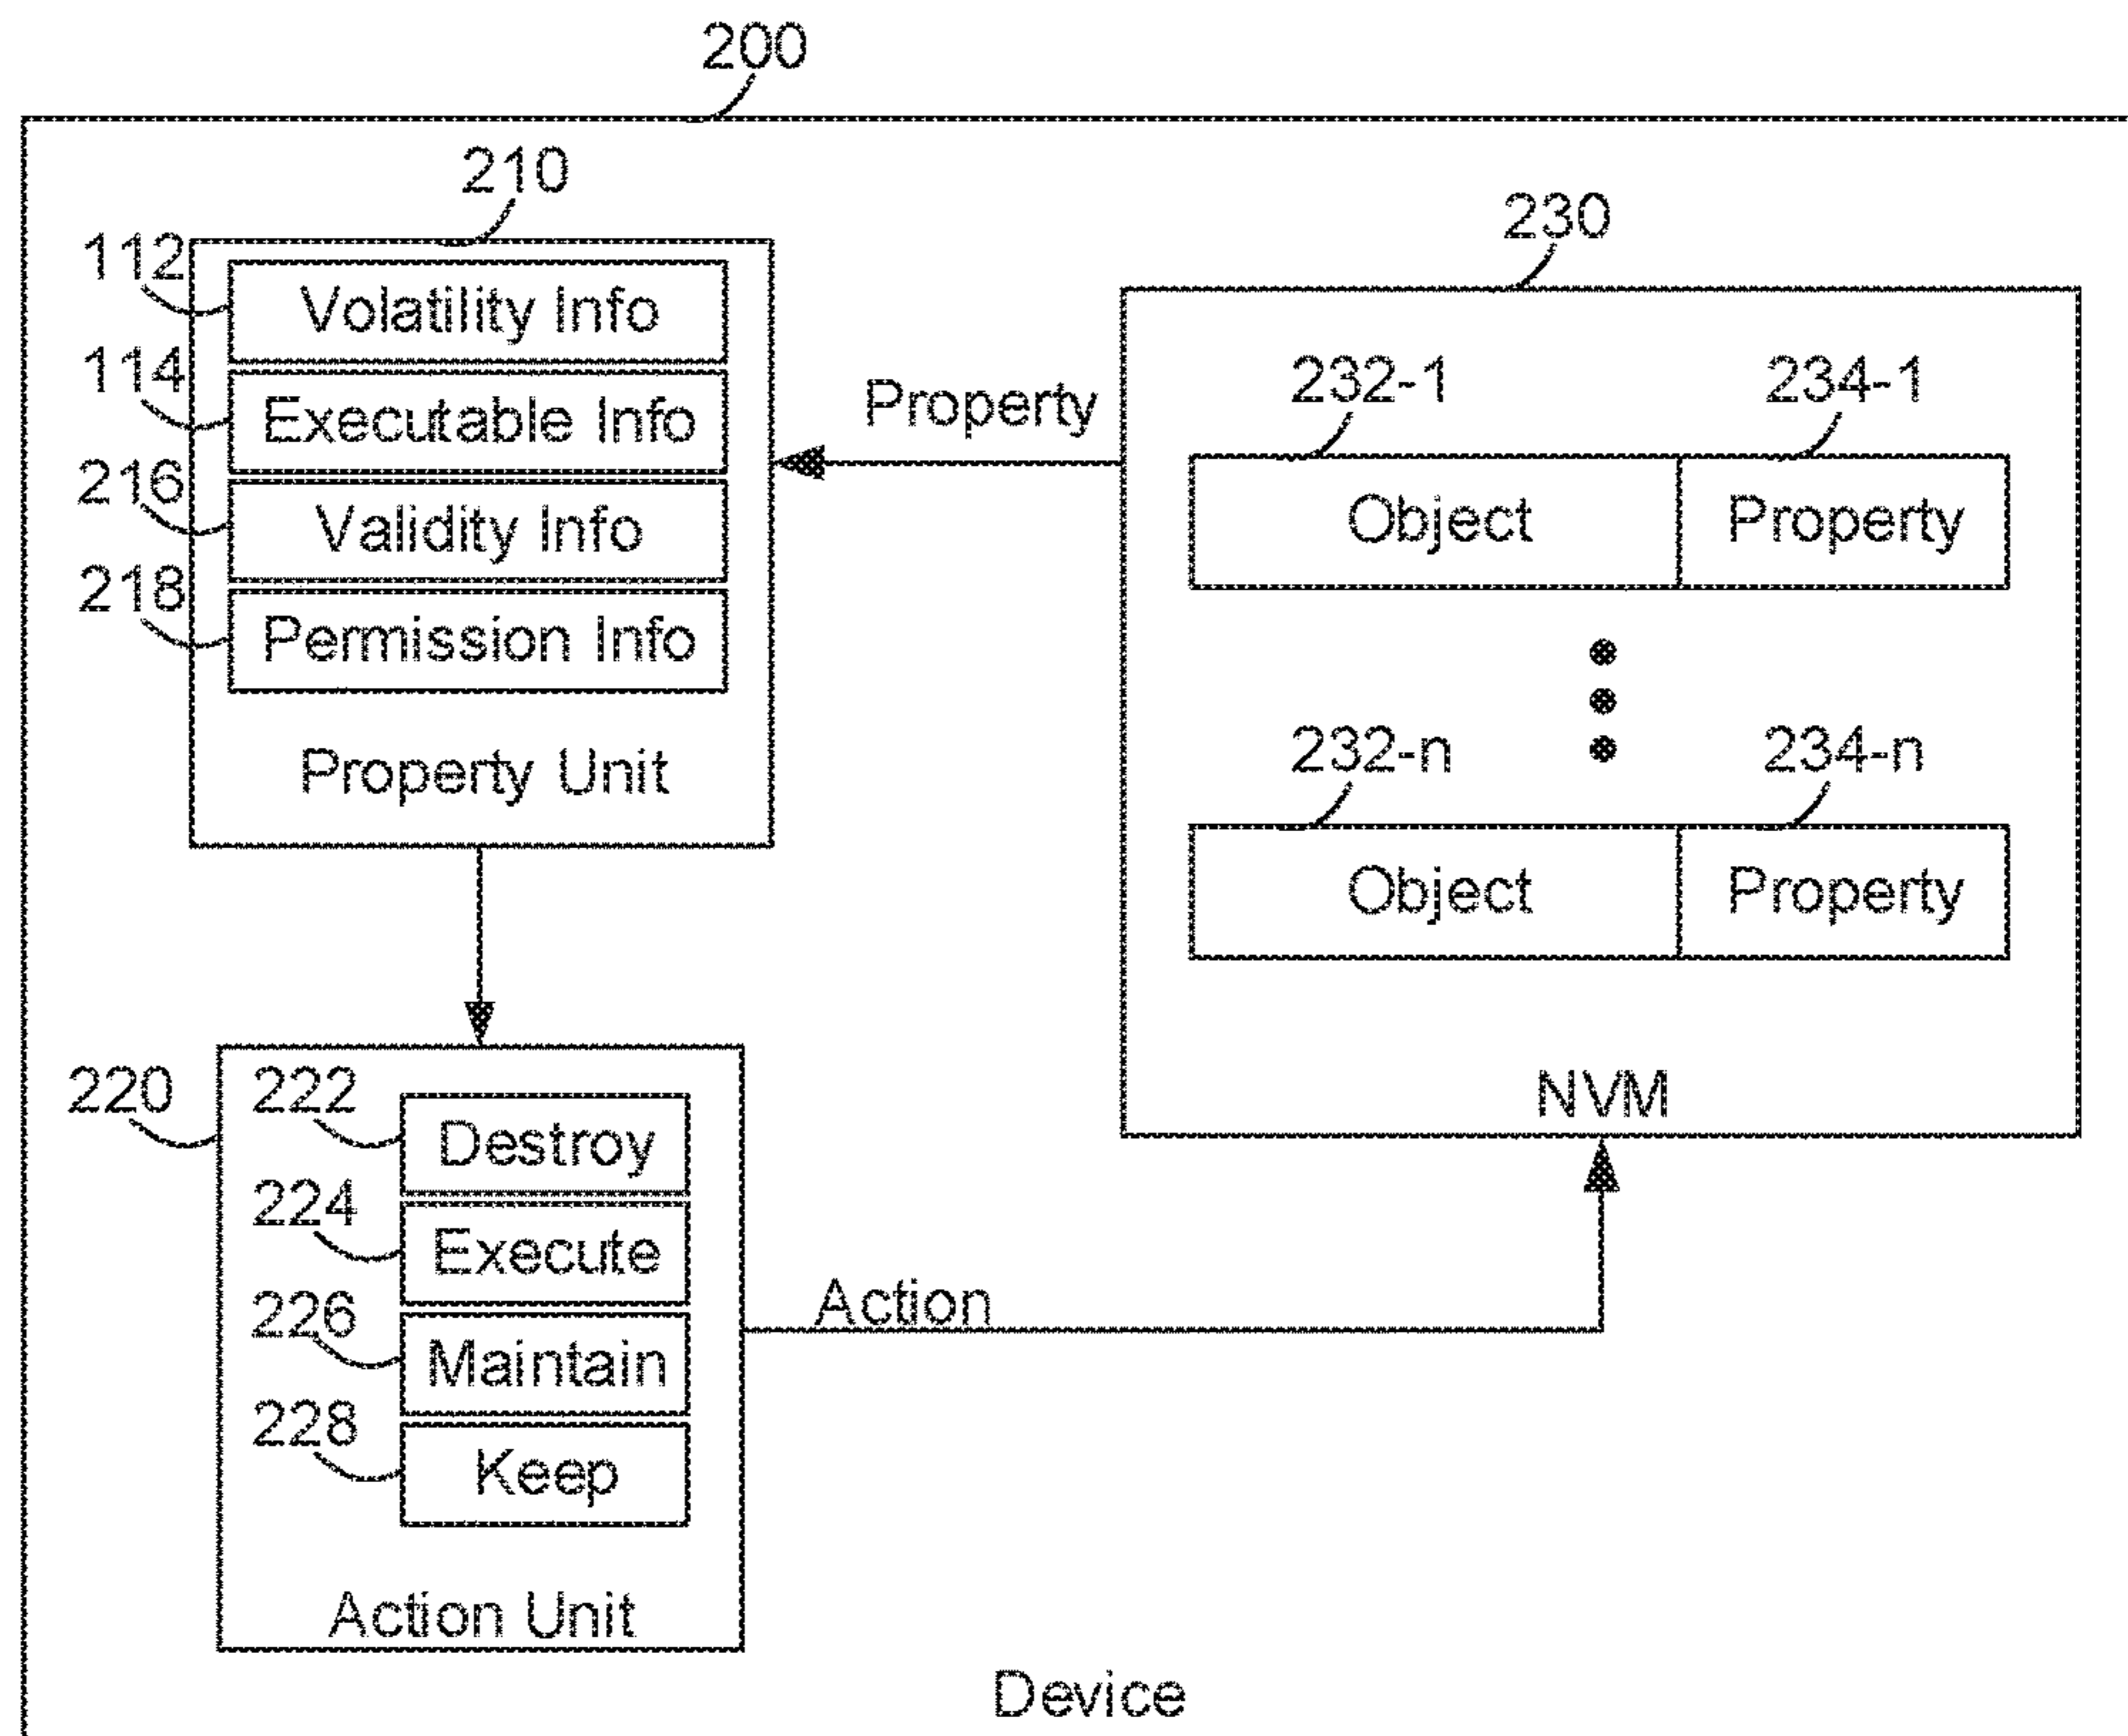 200
210
112
Volatility Info
114
Executable Info
216
Validity Info
218
Permission Info
Property Unit
Property
230
232-1
234-1
Object
Property
232-n
234-n
Object
Property
NVM
220
222
Destroy
224
Execute
226
Maintain
228
Keep
Action Unit
Action
Device